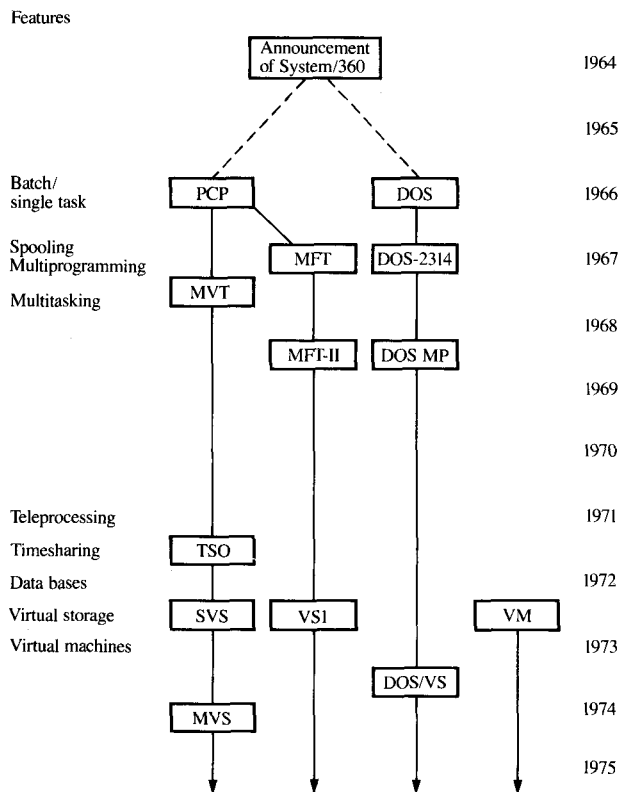 Features
Announcement
of System/360
1964
1965
Batch/
single task
PCP
DOS
1966
Spooling
Multiprogramming
MFT
DOS-2314
1967
Multitasking
MVT
1968
MFT-II
DOS MP
1969
1970
Teleprocessing
1971
Timesharing
TSO
Data bases
1972
Virtual storage
SVS
VS1
VM
Virtual machines
1973
DOS/VS
MVS
1974
1975